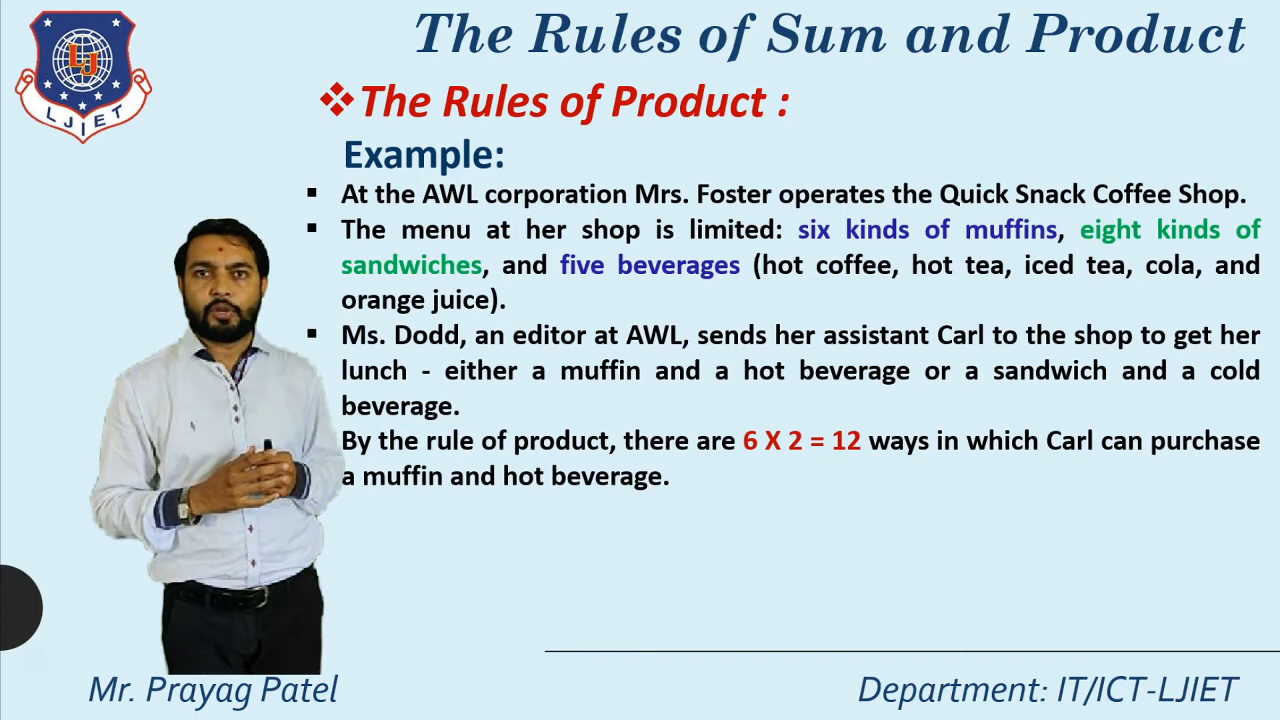 The Rules of Sum and Product
LJ
LJIET
❖The Rules of Product :
Example:
▪ At the AWL corporation Mrs. Foster operates the Quick Snack Coffee Shop.
▪ The menu at her shop is limited: six kinds of muffins, eight kinds of
sandwiches, and five beverages (hot coffee, hot tea, iced tea, cola, and
orange juice).
▪ Ms. Dodd, an editor at AWL, sends her assistant Carl to the shop to get her
lunch - either a muffin and a hot beverage or a sandwich and a cold
beverage.
By the rule of product, there are 6 X 2 = 12 ways in which Carl can purchase
a muffin and hot beverage.
Mr. Prayag Patel
Department: IT/ICT-LJIET